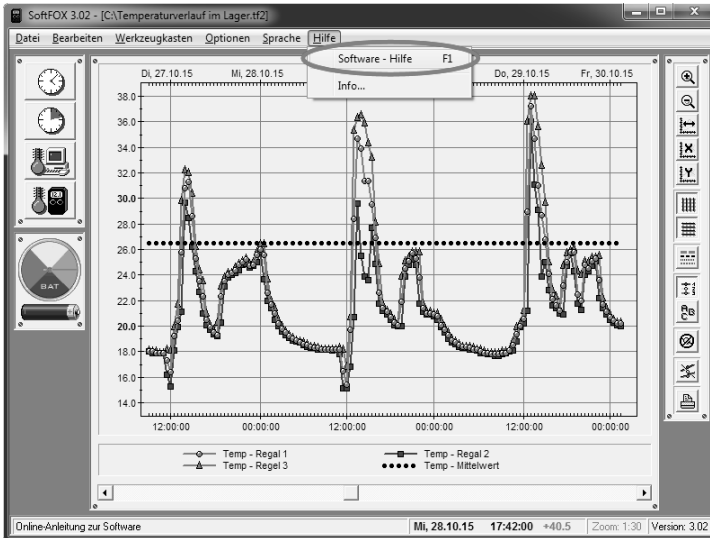 SoftFOX 3.02 - [C:\Temperaturverlauf im Lager.tf2]
Datei Bearbeiten Werkzeugkasten Optionen Sprache Hilfe
Software - Hilfe F1
Info...
Di, 27.10.15 Mi, 28.10.15 Do, 29.10.15 Fr, 30.10.15
38.0
36.0
34.0
32.0
30.0
28.0
26.0
24.0
22.0
20.0
18.0
16.0
14.0
12:00:00 00:00:00 12:00:00 00:00:00 12:00:00 00:00:00
BAT
Temp - Regal 1 Temp - Regal 2
Temp - Regel 3 Temp - Mittelwert
X
Y
Online-Anleitung zur Software Mi, 28.10.15 17:42:00 +40.5 Zoom: 1:30 Version: 3.02